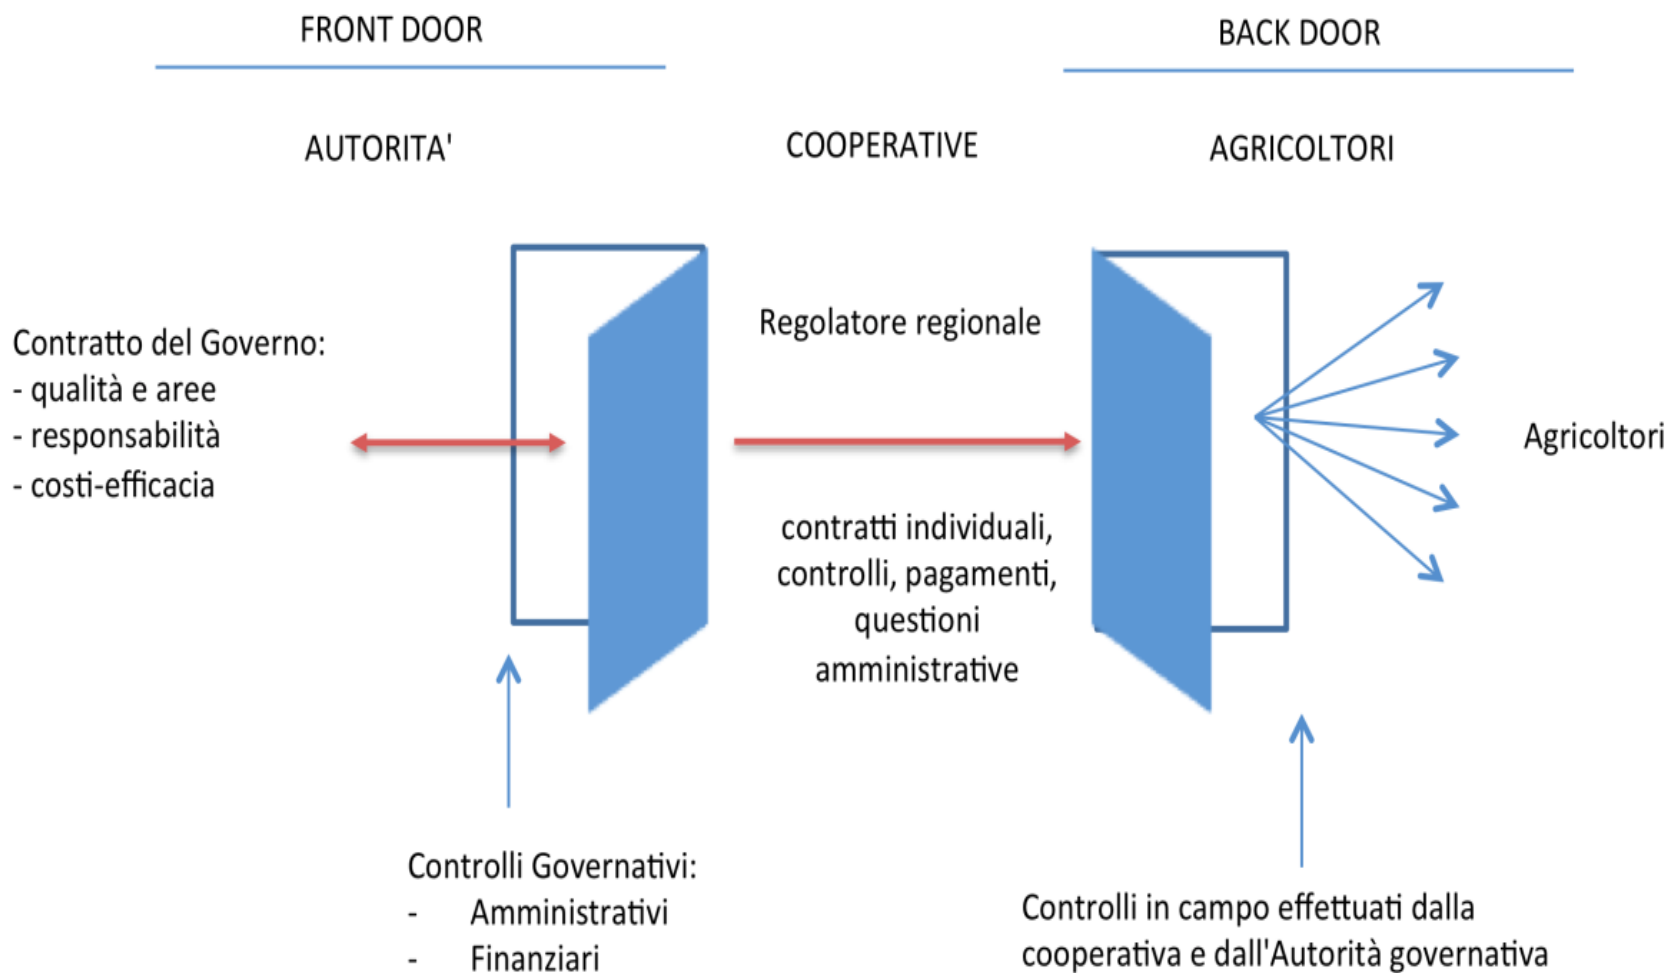 FRONT DOOR
BACK DOOR
AUTORITA'
COOPERATIVE
AGRICOLTORI
Contratto del Governo:
- qualità e aree
- responsabilità
- costi-efficacia
Regolatore regionale
contratti individuali,
controlli, pagamenti,
questioni
amministrative
Agricoltori
Controlli Governativi:
- Amministrativi
- Finanziari
Controlli in campo effettuati dalla
cooperativa e dall'Autorità governativa